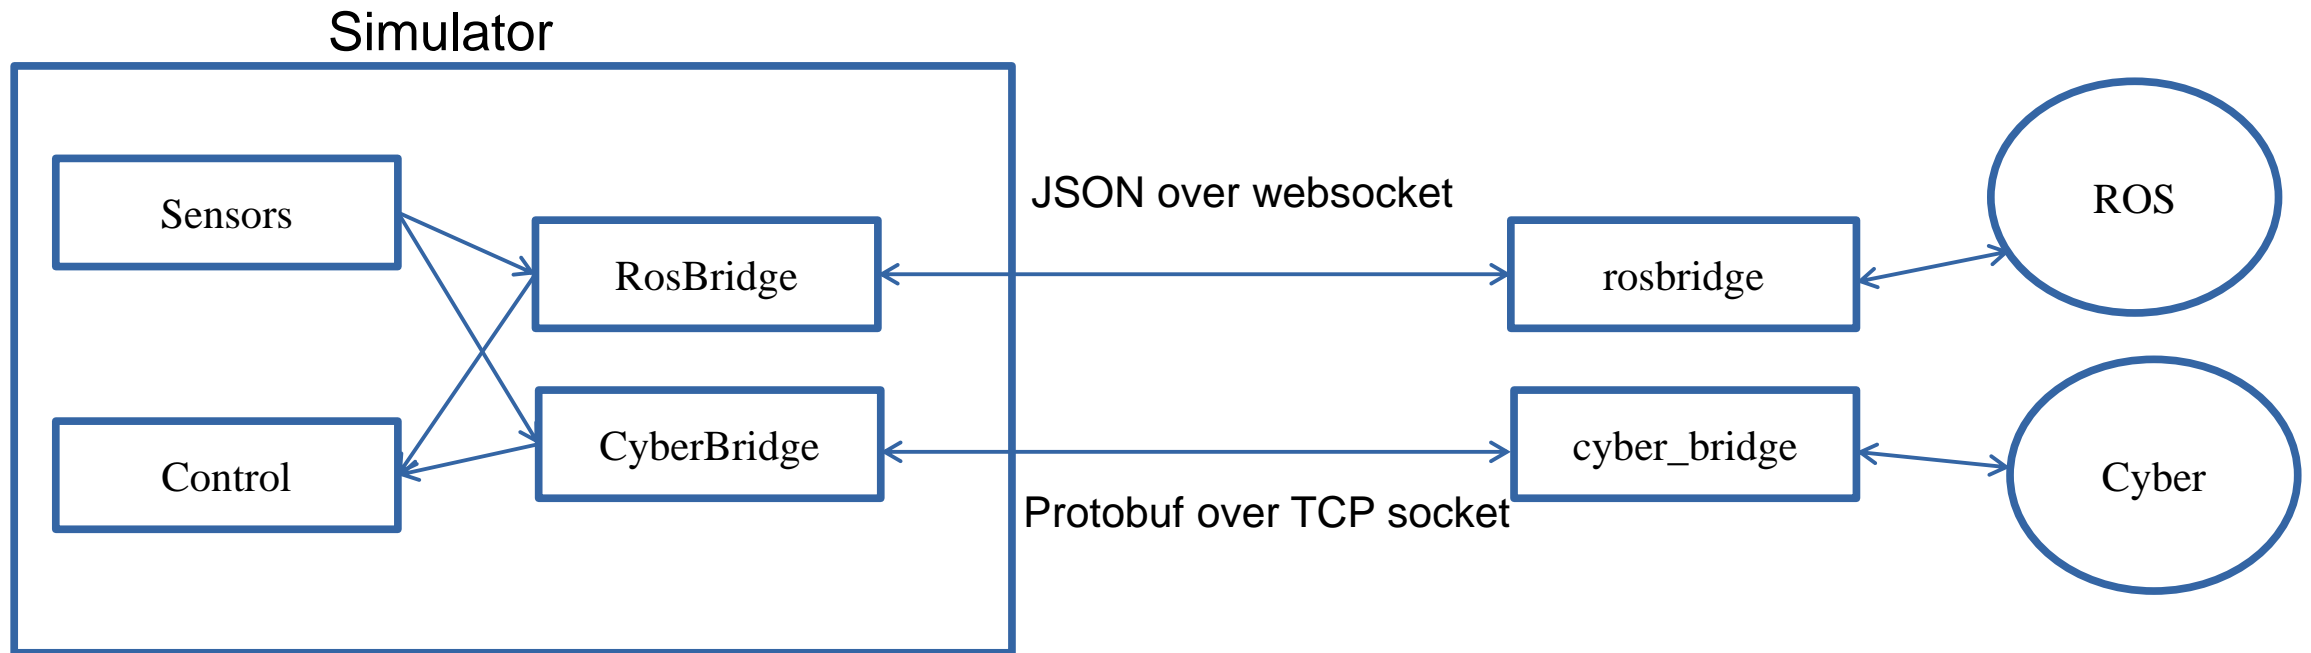 Simulator
Sensors
RosBridge
JSON over websocket
rosbridge
ROS
Control
CyberBridge
Protobuf over TCP socket
cyber_bridge
Cyber